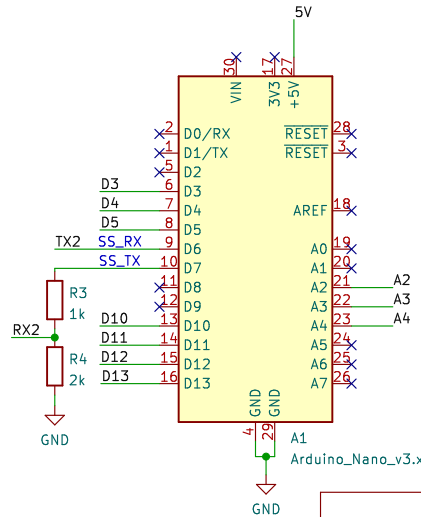 5V
30
17
27
VIN
3V3
+5V
2 D0/RX RESET 28
1 D1/TX RESET 3
5 D2
D3 6 D3
D4 7 D4 AREF 18
D5 8 D5
TX2 SS_RX 9 D6 A0 19
SS_TX 10 D7 A1 20
11 D8 A2 21 A2
R3 12 D9 A3 22 A3
1k D10 13 D10 A4 23 A4
RX2 D11 14 D11 A5 24
R4 D12 15 D12 A6 25
2k D13 16 D13 A7 26
GND GND
4 29
GND
A1
Arduino_Nano_v3.x
GND